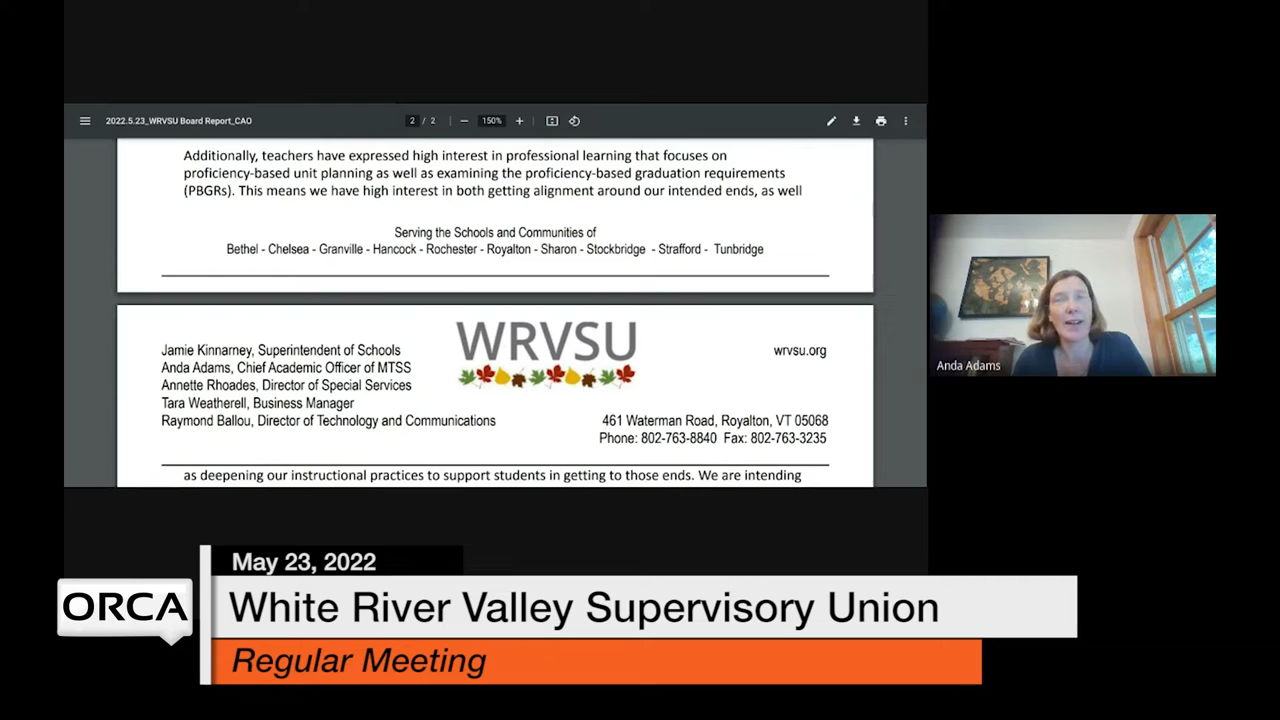 2022.5.23_WRVSU Board Report_CAO
2 / 2
150%
Additionally, teachers have expressed high interest in professional learning that focuses on
proficiency-based unit planning as well as examining the proficiency-based graduation requirements
(PBGRs). This means we have high interest in both getting alignment around our intended ends, as well
Serving the Schools and Communities of
Bethel - Chelsea - Granville - Hancock - Rochester - Royalton - Sharon - Stockbridge - Strafford - Tunbridge
WRVSU
Jamie Kinnarney, Superintendent of Schools
Anda Adams, Chief Academic Officer of MTSS
Annette Rhoades, Director of Special Services
Tara Weatherell, Business Manager
Raymond Ballou, Director of Technology and Communications
wrvsu.org
461 Waterman Road, Royalton, VT 05068
Phone: 802-763-8840 Fax: 802-763-3235
as deepening our instructional practices to support students in getting to those ends. We are intending
Anda Adams
May 23, 2022
ORCA
White River Valley Supervisory Union
Regular Meeting